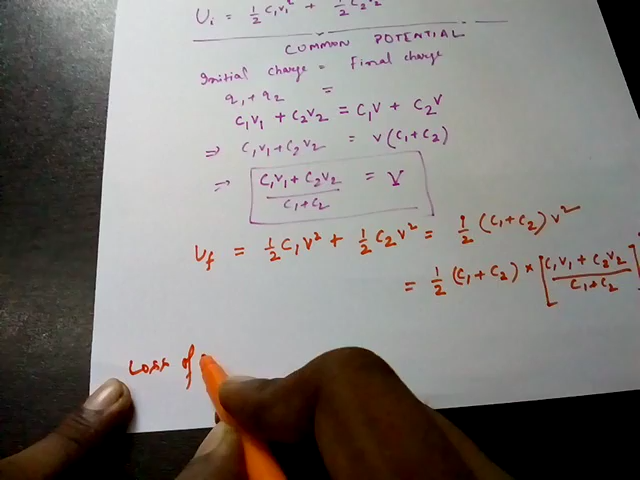 Ui = 1/2 C1V1² + 1/2 C2V2²
COMMON POTENTIAL
Initial charge = Final charge
q1+q2 =
C1V1 + C2V2 = C1V + C2V
⇒ C1V1+C2V2 = V(C1+C2)
⇒ (C1V1+C2V2)/(C1+C2) = V
Uf = 1/2 C1V² + 1/2 C2V² = 1/2 (C1+C2)V²
= 1/2 (C1+C2) × [(C1V1+C2V2)/(C1+C2)]
Loss of